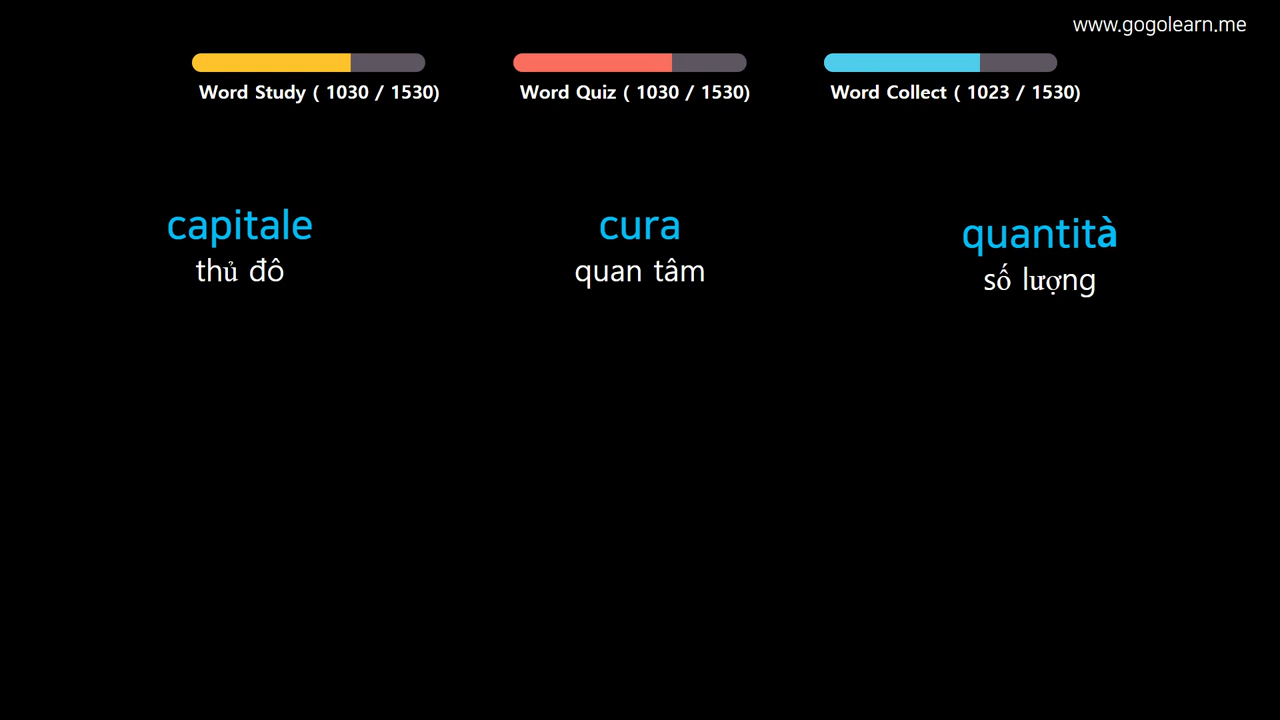 www.gogolearn.me
Word Study ( 1030 / 1530)
Word Quiz ( 1030 / 1530)
Word Collect ( 1023 / 1530)
capitale
thủ đô
cura
quan tâm
quantità
số lượng